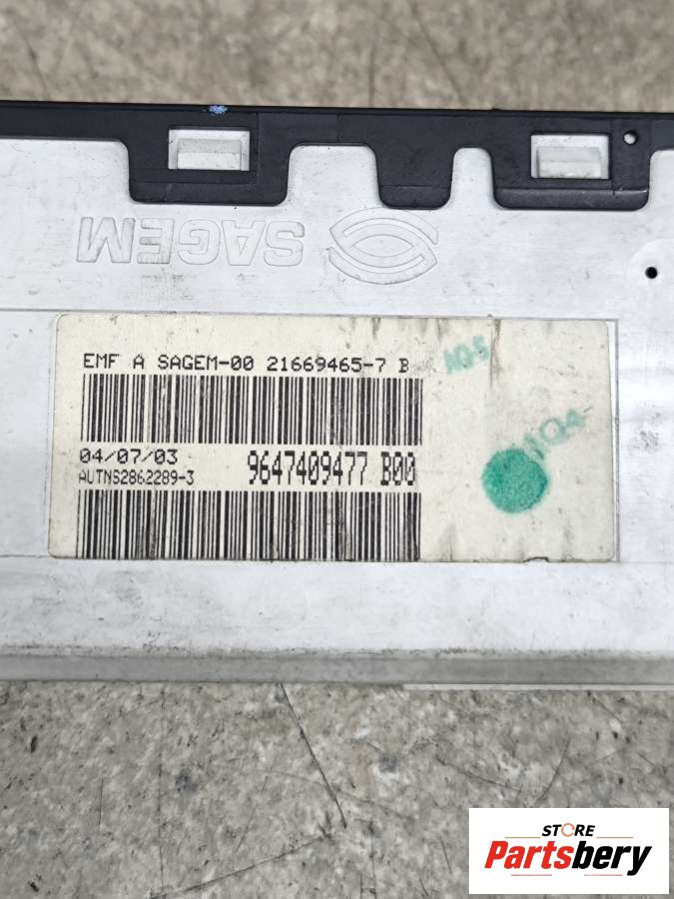 SAGEM
EMF A SAGEM-00 21669465-7 B
04/07/03
AUTNS2862289-3
9647409477 B00
STORE
Partsbery